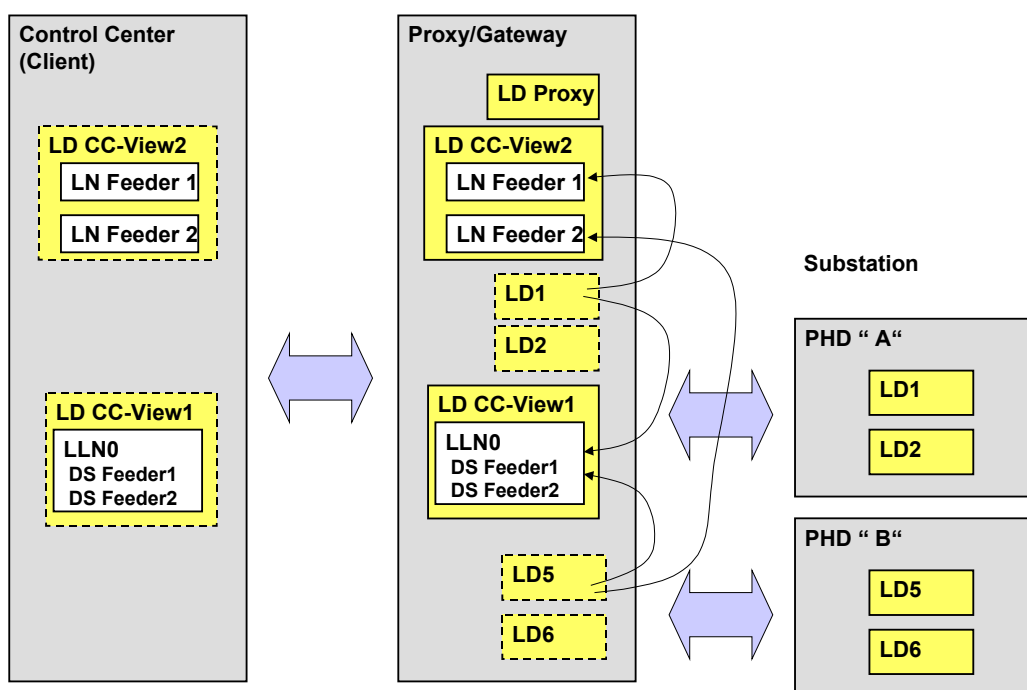 Control Center
(Client)
LD CC-View2
LN Feeder 1
LN Feeder 2
LD CC-View1
LLN0
DS Feeder1
DS Feeder2
Proxy/Gateway
LD Proxy
LD CC-View2
LN Feeder 1
LN Feeder 2
LD1
LD2
LD CC-View1
LLN0
DS Feeder1
DS Feeder2
LD5
LD6
Substation
PHD “ A“
LD1
LD2
PHD “ B“
LD5
LD6